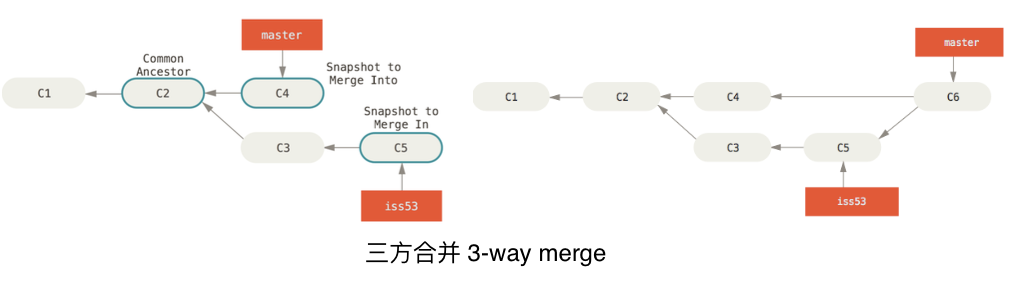 master
Common
Ancestor
Snapshot to
Merge Into
C1
C2
C4
Snapshot to
Merge In
C3
C5
iss53
master
C1
C2
C4
C6
C3
C5
iss53
三方合并 3-way merge